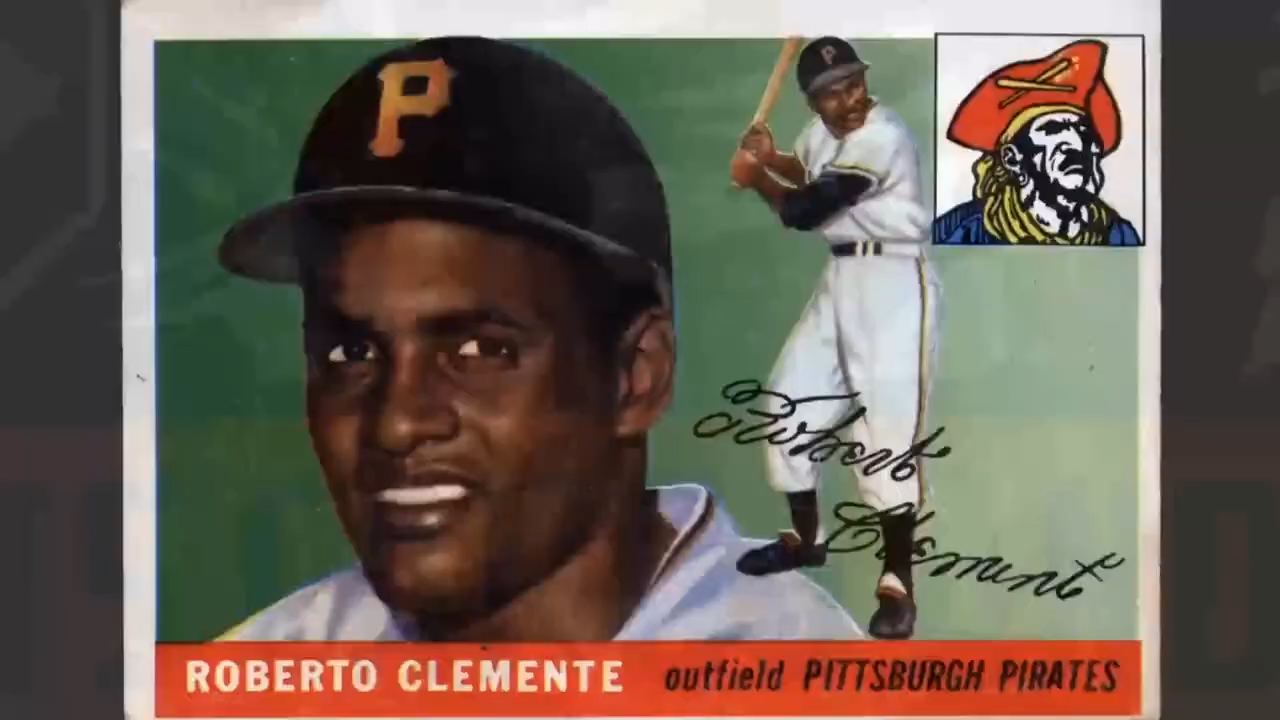 P
P
Roberto
Clemente
ROBERTO CLEMENTE outfield PITTSBURGH PIRATES